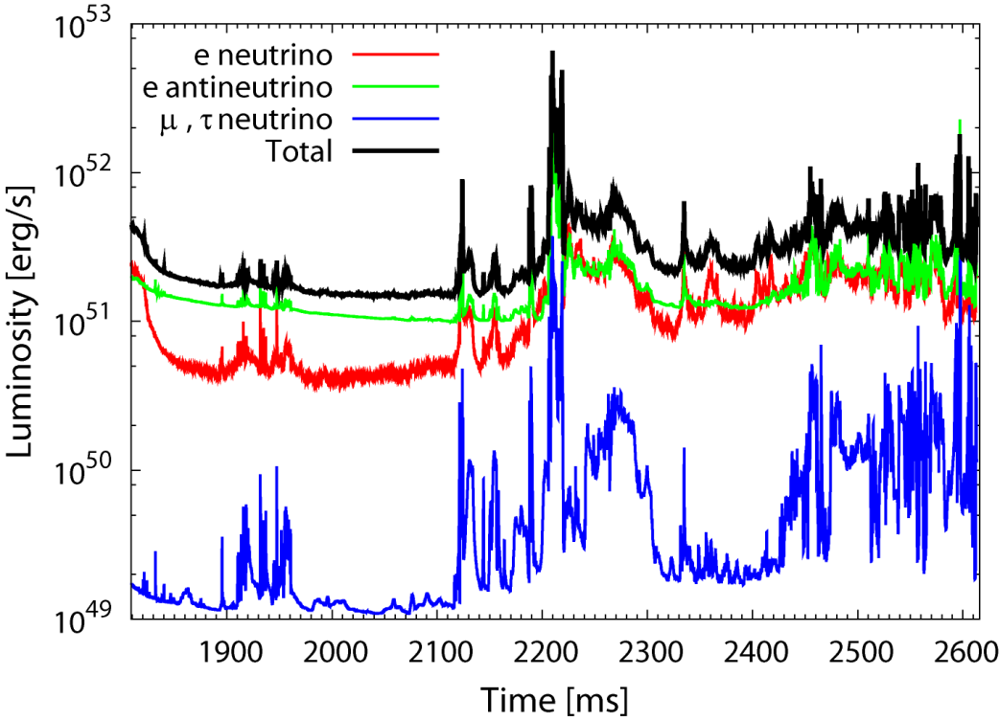 10^53
10^52
10^51
10^50
10^49
Luminosity [erg/s]
e neutrino
e antineutrino
μ , τ neutrino
Total
1900 2000 2100 2200 2300 2400 2500 2600
Time [ms]